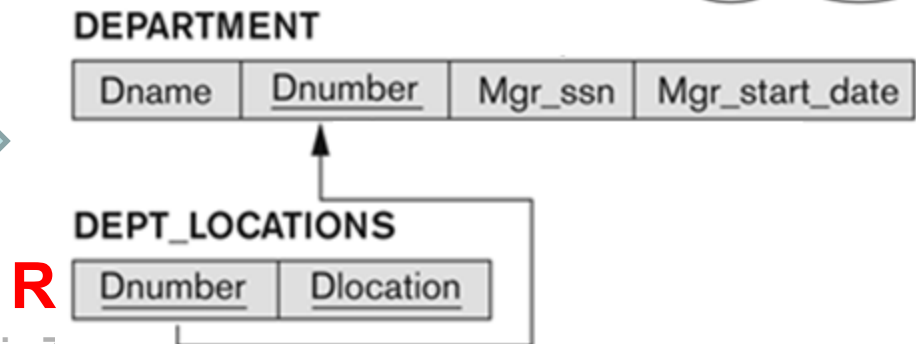 DEPARTMENT
Dname Dnumber Mgr_ssn Mgr_start_date
DEPT_LOCATIONS
R Dnumber Dlocation